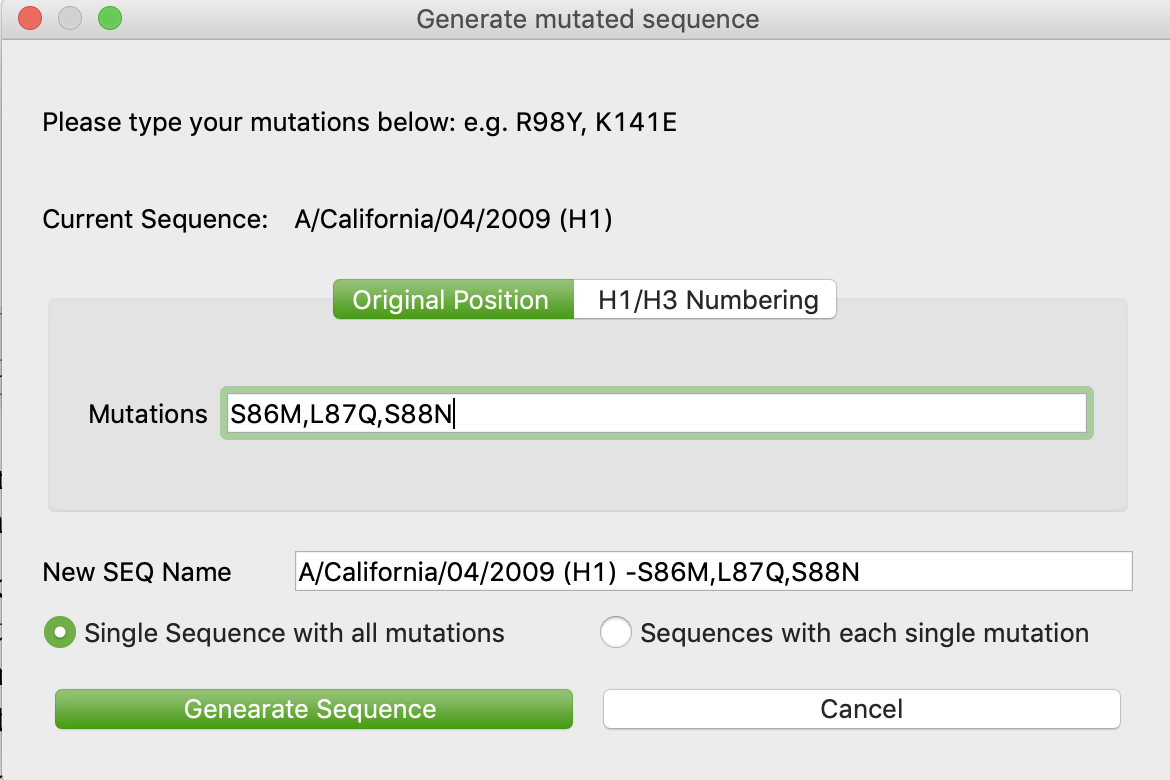 Generate mutated sequence
Please type your mutations below: e.g. R98Y, K141E
Current Sequence: A/California/04/2009 (H1)
Original Position H1/H3 Numbering
Mutations S86M,L87Q,S88N
New SEQ Name A/California/04/2009 (H1) -S86M,L87Q,S88N
Single Sequence with all mutations Sequences with each single mutation
Genearate Sequence Cancel